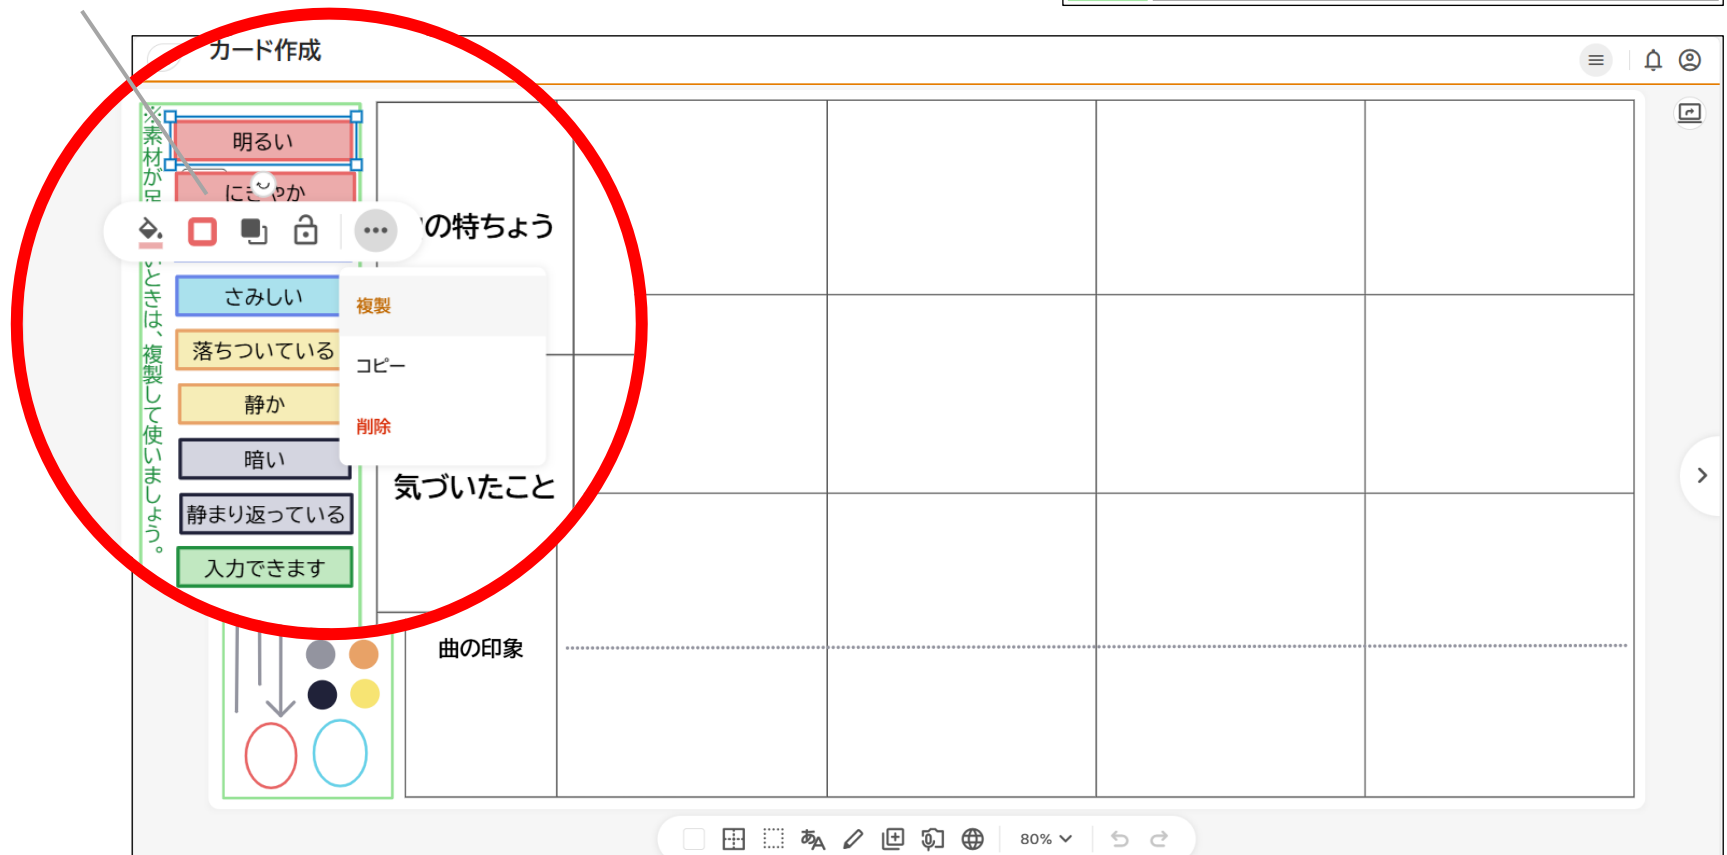 カード作成
※素材が足
いときは、複製して使いましょう。
明るい
にぎやか
さみしい
落ちついている
静か
暗い
静まり返っている
入力できます
複製
コピー
削除
の特ちょう
気づいたこと
曲の印象
あA
80%